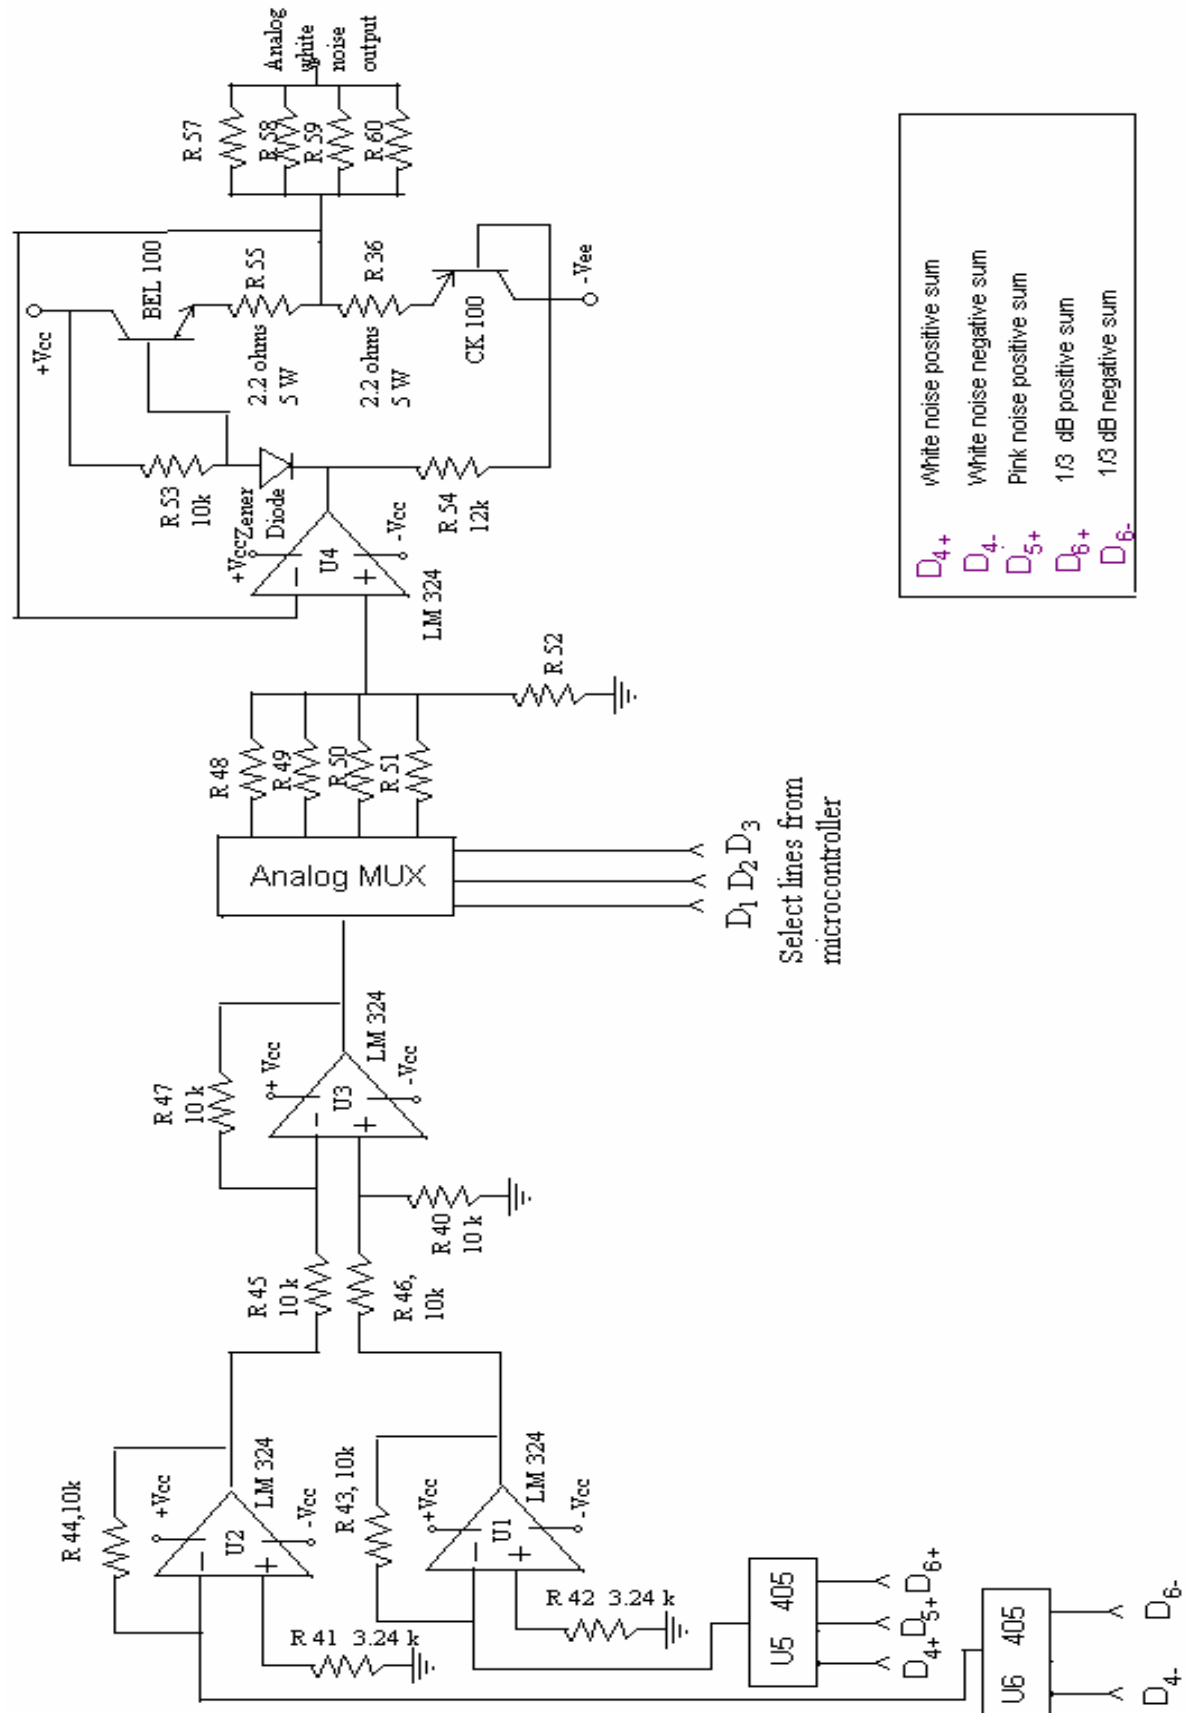 Analog
white
noise
output
R 57
R 58
R 59
R 60
+Vcc
BEL 100
R 55
2.2 ohms
5 W
R 36
2.2 ohms
5 W
CK 100
-Vee
R 53
10k
Zener
Diode
R 54
12k
+Vcc
U4
-Vcc
LM 324
R 52
R 48
R 49
R 50
R 51
Analog MUX
D1 D2 D3
Select lines from
microcontroller
R 47
10 k
+ Vcc
U3
-Vcc
LM 324
R 45
10 k
R 46,
10k
R 40
10 k
R 44,10k
+Vcc
U2
-Vcc
LM 324
R 41 3.24 k
R 43, 10k
+Vcc
U1
-Vcc
LM 324
R 42 3.24 k
U5 405
D4+ D5+ D6+
U6 405
D4- D6-
D4+ White noise positive sum
D4- White noise negative sum
D5+ Pink noise positive sum
D6+ 1/3 dB positive sum
D6- 1/3 dB negative sum